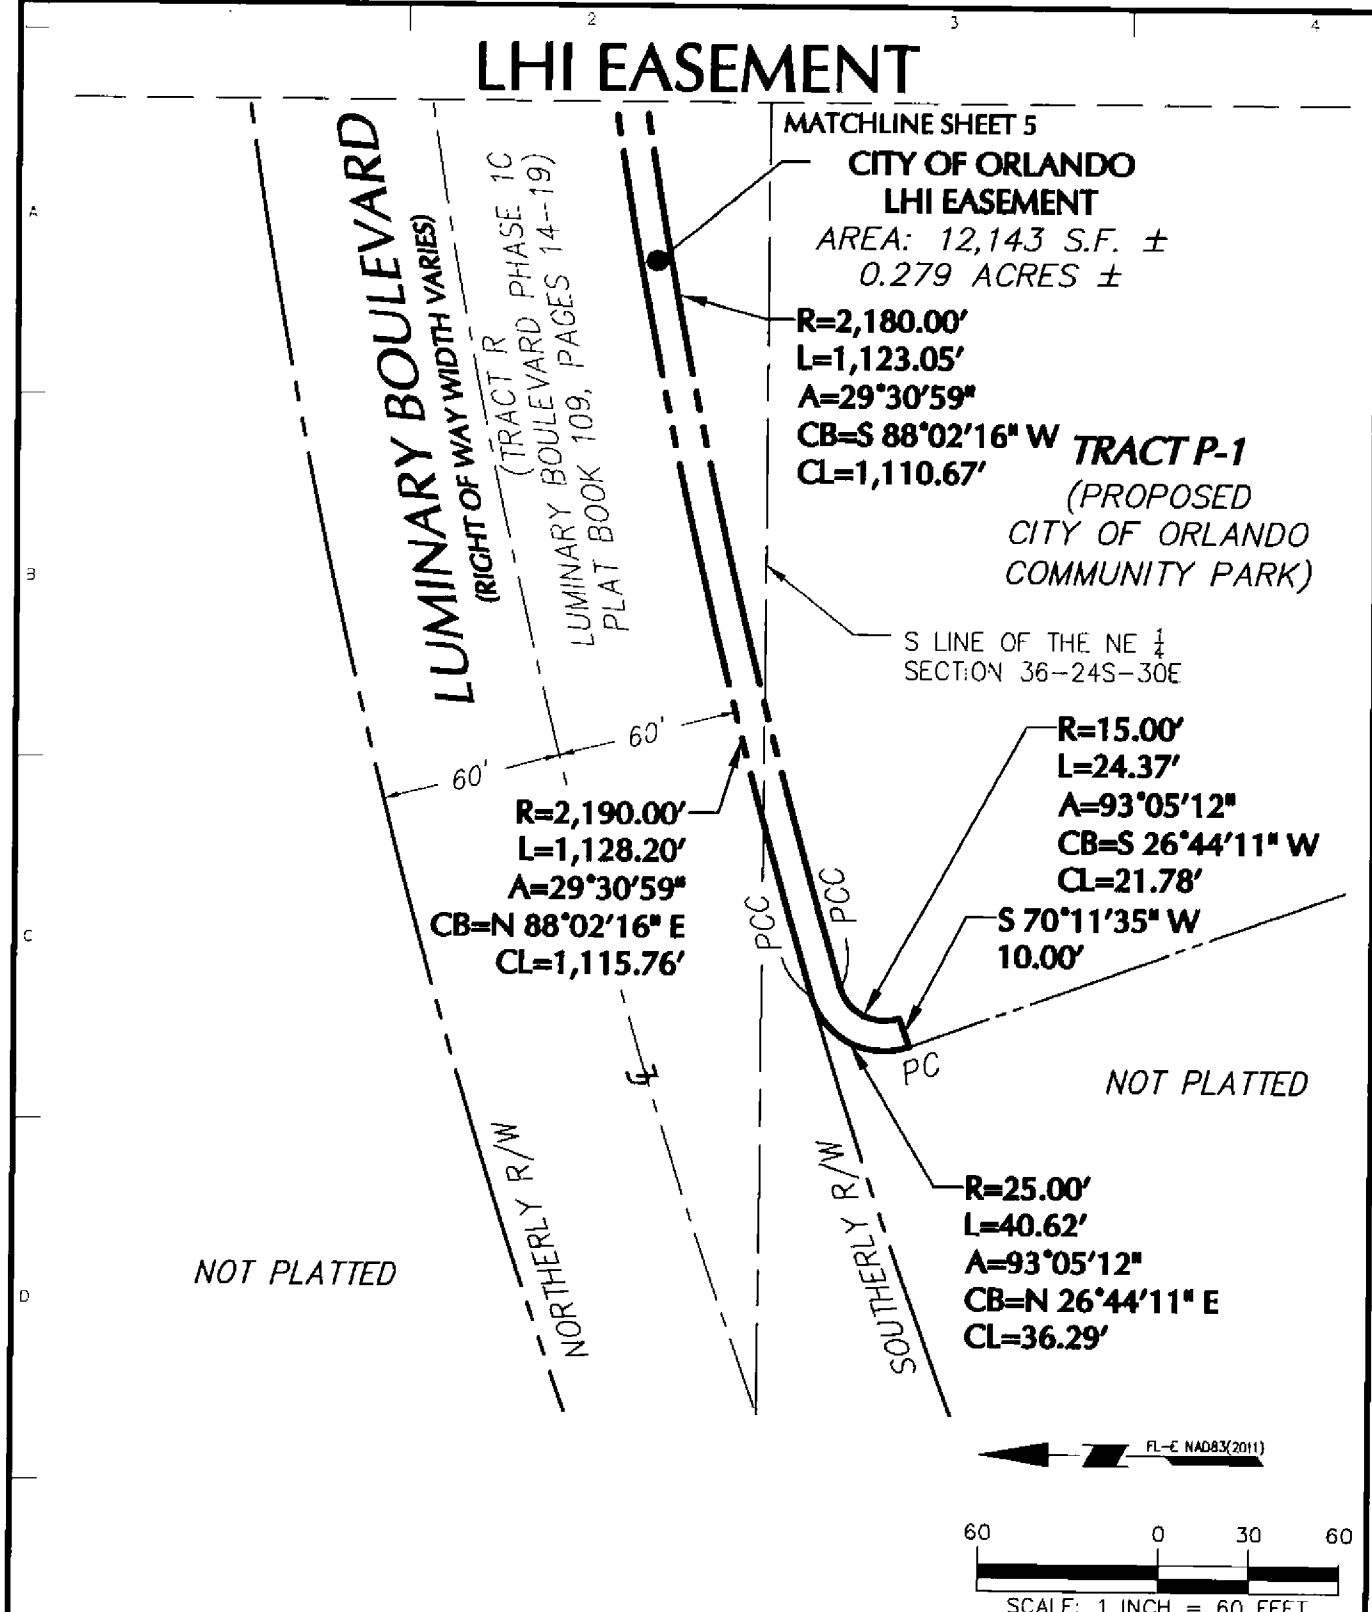 2
3
4
LHI EASEMENT
MATCHLINE SHEET 5
CITY OF ORLANDO
LHI EASEMENT
AREA: 12,143 S.F. ±
0.279 ACRES ±
A
LUMINARY BOULEVARD
(RIGHT OF WAY WIDTH VARIES)
(TRACT R
LUMINARY BOULEVARD PHASE 1C
PLAT BOOK 109, PAGES 14-19)
R=2,180.00'
L=1,123.05'
A=29°30'59"
CB=S 88°02'16" W
CL=1,110.67'
TRACT P-1
(PROPOSED
CITY OF ORLANDO
COMMUNITY PARK)
B
S LINE OF THE NE 1/4
SECTION 36-24S-30E
60'
60'
R=15.00'
L=24.37'
A=93°05'12"
CB=S 26°44'11" W
CL=21.78'
R=2,190.00'
L=1,128.20'
A=29°30'59"
CB=N 88°02'16" E
CL=1,115.76'
PCC
PCC
S 70°11'35" W
10.00'
C
PC
NOT PLATTED
℄
NORTHERLY R/W
SOUTHERLY R/W
R=25.00'
L=40.62'
A=93°05'12"
CB=N 26°44'11" E
CL=36.29'
NOT PLATTED
D
FL-E NAD83(2011)
60 0 30 60
SCALE: 1 INCH = 60 FEET